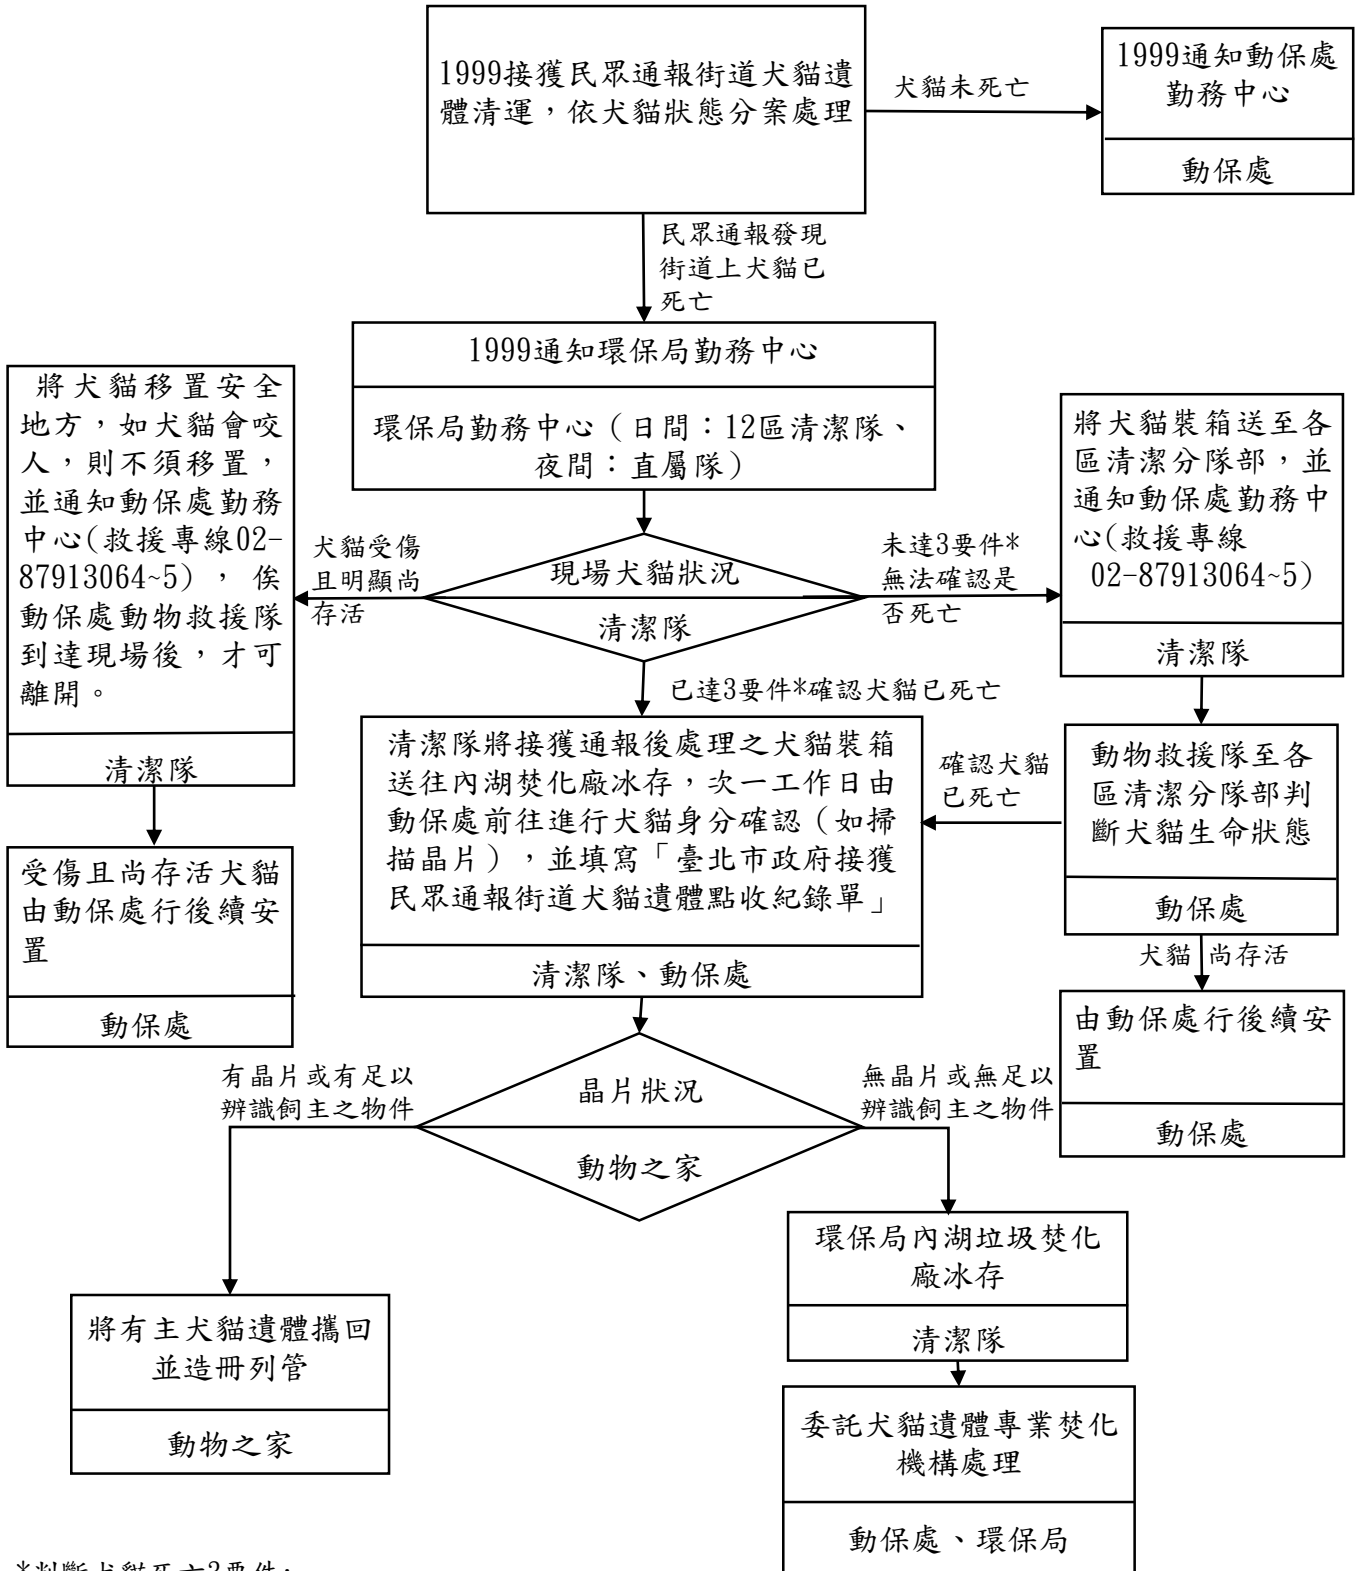 1999接獲民眾通報街道犬貓遺
體清運，依犬貓狀態分案處理
犬貓未死亡
1999通知動保處
勤務中心
動保處
民眾通報發現
街道上犬貓已
死亡
1999通知環保局勤務中心
環保局勤務中心（日間：12區清潔隊、
夜間：直屬隊）
將犬貓移置安全
地方，如犬貓會咬
人，則不須移置，
並通知動保處勤務
中心(救援專線02-
87913064~5)，俟
動保處動物救援隊
到達現場後，才可
離開。
清潔隊
犬貓受傷
且明顯尚
存活
現場犬貓狀況
清潔隊
未達3要件*
無法確認是
否死亡
將犬貓裝箱送至各
區清潔分隊部，並
通知動保處勤務中
心(救援專線
02-87913064~5)
清潔隊
已達3要件*確認犬貓已死亡
清潔隊將接獲通報後處理之犬貓裝箱
送往內湖焚化廠冰存，次一工作日由
動保處前往進行犬貓身分確認（如掃
描晶片），並填寫「臺北市政府接獲
民眾通報街道犬貓遺體點收紀錄單」
清潔隊、動保處
確認犬貓
已死亡
動物救援隊至各
區清潔分隊部判
斷犬貓生命狀態
動保處
受傷且尚存活犬貓
由動保處行後續安
置
動保處
犬貓尚存活
由動保處行後續安
置
動保處
有晶片或有足以
辨識飼主之物件
晶片狀況
動物之家
無晶片或無足以
辨識飼主之物件
環保局內湖垃圾焚化
廠冰存
清潔隊
將有主犬貓遺體攜回
並造冊列管
動物之家
委託犬貓遺體專業焚化
機構處理
動保處、環保局
*判斷犬貓死亡3要件: